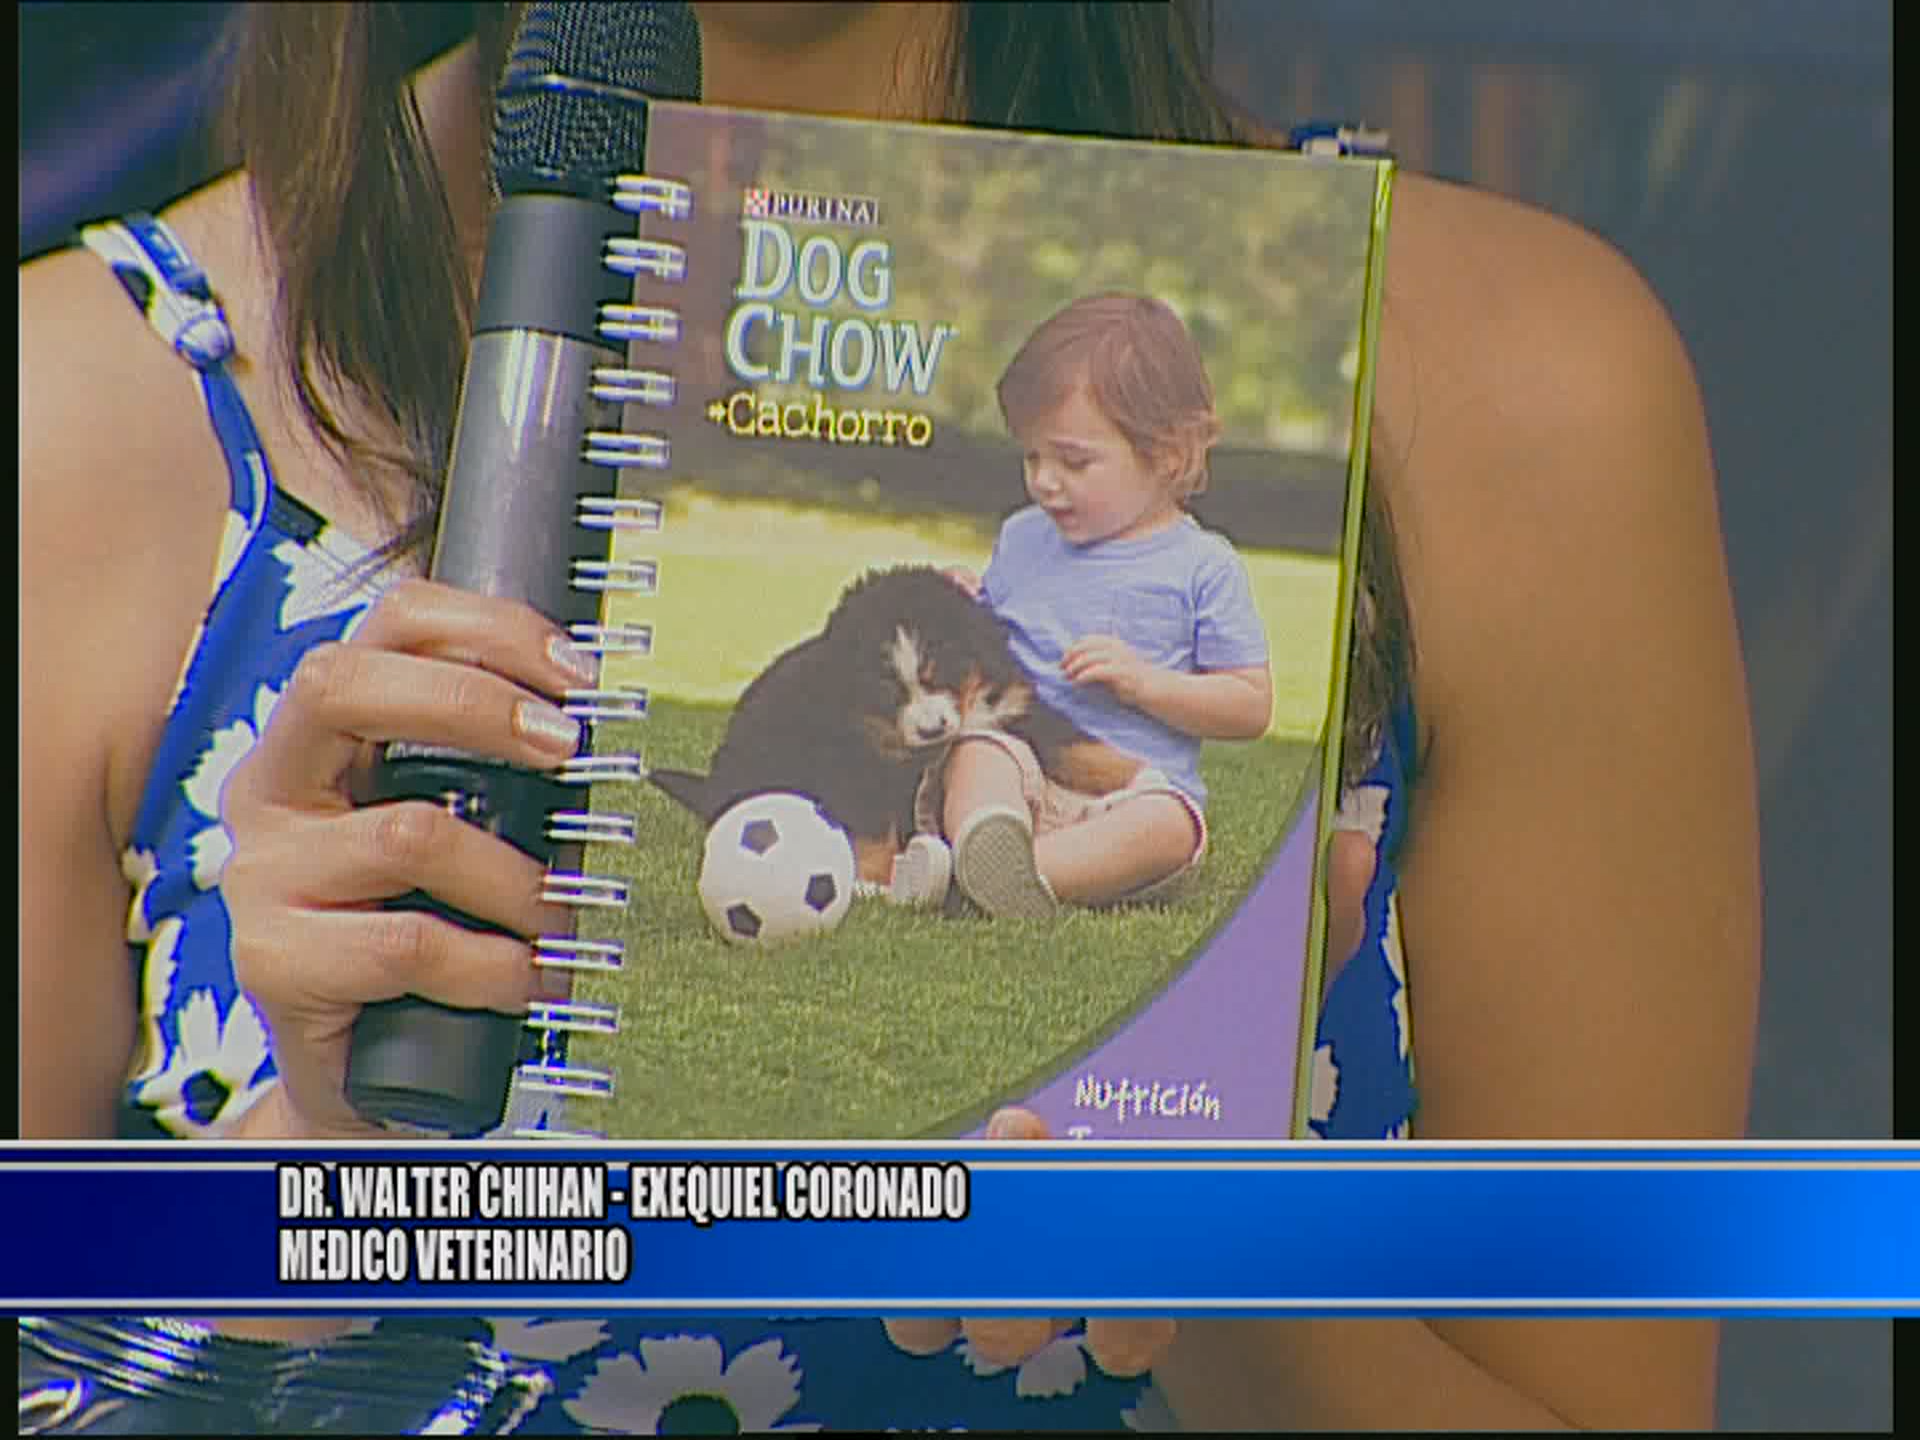 PURINA
DOG
CHOW
Cachorro
Nutrición
DR. WALTER CHIHAN - EXEQUIEL CORONADO
MEDICO VETERINARIO